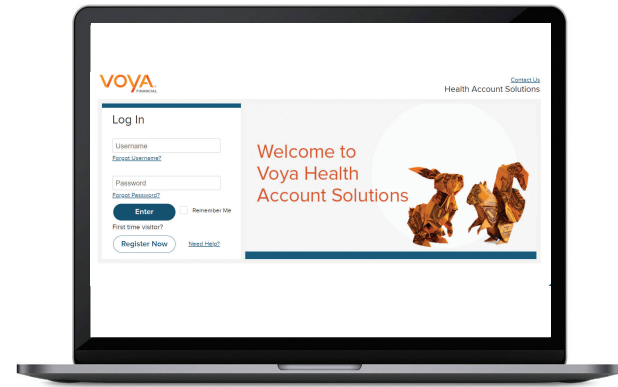 VOYA
FINANCIAL
Contact Us
Health Account Solutions
Log In
Username
Forgot Username?
Password
Forgot Password?
Enter
Remember Me
First time visitor?
Register Now
Need Help?
Welcome to
Voya Health
Account Solutions